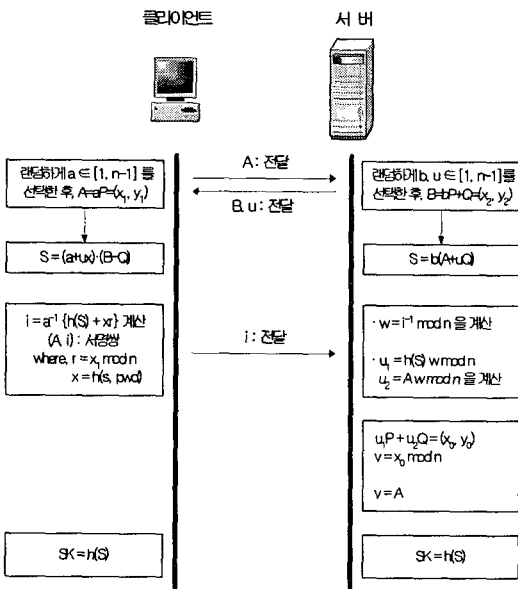 클라이언트
서 버
랜덤하게 a ∈ [1, n-1] 를
선택한 후, A=aP=(x₁, y₁)
A : 전달
B, u : 전달
랜덤하게 b, u ∈ [1, n-1]를
선택한 후, B=bP+Q=(x₂, y₂)
S = (a+ux)·(B-Q)
S = b(A+uQ)
i = a⁻¹ {h(S) + xr} 계산
(A, i) : 서명쌍
where, r = x₁ mod n
x = h(s, pwd)
i : 전달
· w = i⁻¹ mod n 을 계산
· u₁ = h(S) w mod n
u₂ = A w mod n 을 계산
u₁P + u₂Q = (x₀, y₀)
v = x₀ mod n
v = A
SK = h(S)
SK = h(S)